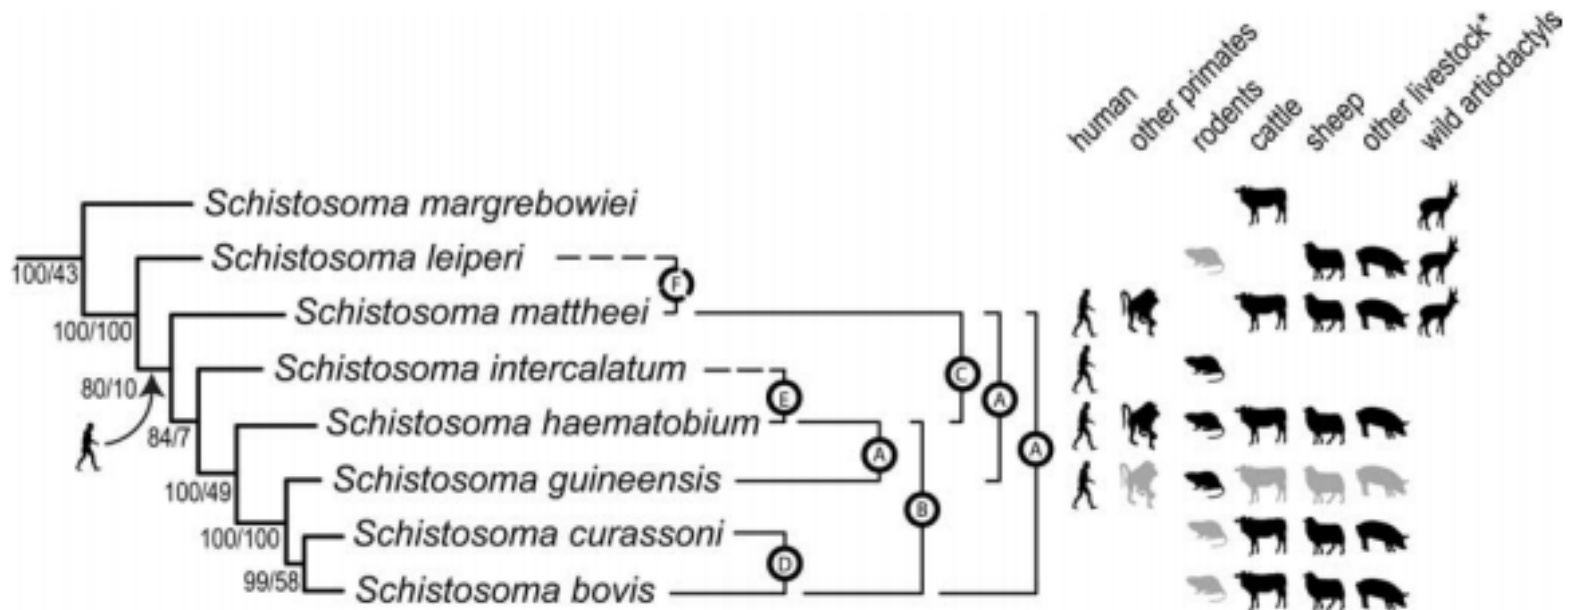 human
other primates
rodents
cattle
sheep
other livestock*
wild artiodactyls
Schistosoma margrebowiei
100/43
Schistosoma leiperi
F
100/100
Schistosoma mattheei
Schistosoma intercalatum
80/10
C
E
A
Schistosoma haematobium
84/7
A
A
Schistosoma guineensis
100/49
B
Schistosoma curassoni
100/100
D
99/58
Schistosoma bovis